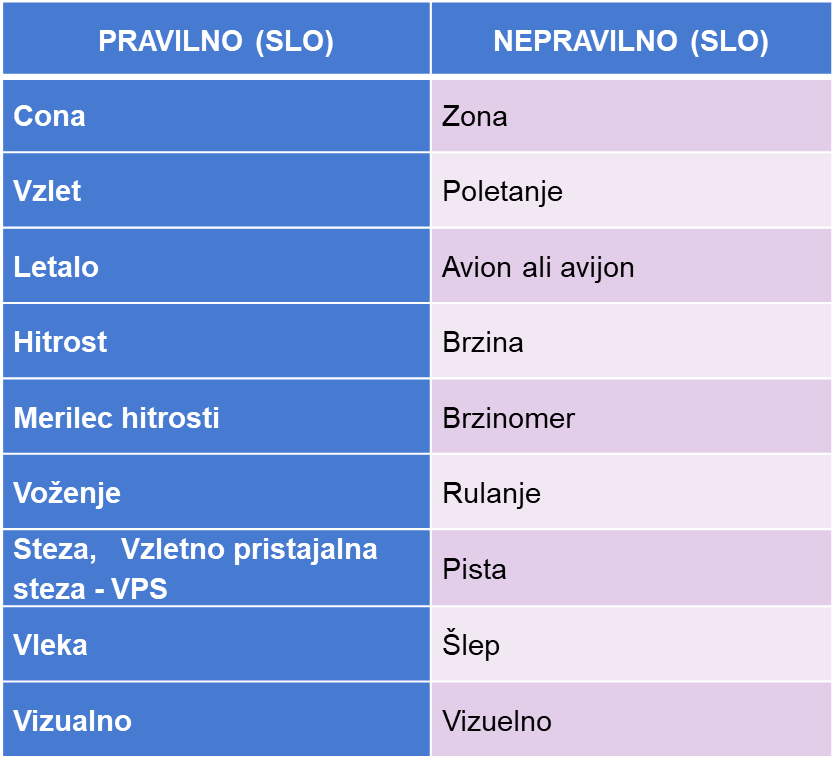 PRAVILNO (SLO) NEPRAVILNO (SLO)
Cona Zona
Vzlet Poletanje
Letalo Avion ali avijon
Hitrost Brzina
Merilec hitrosti Brzinomer
Voženje Rulanje
Steza, Vzletno pristajalna
steza - VPS Pista
Vleka Šlep
Vizualno Vizuelno